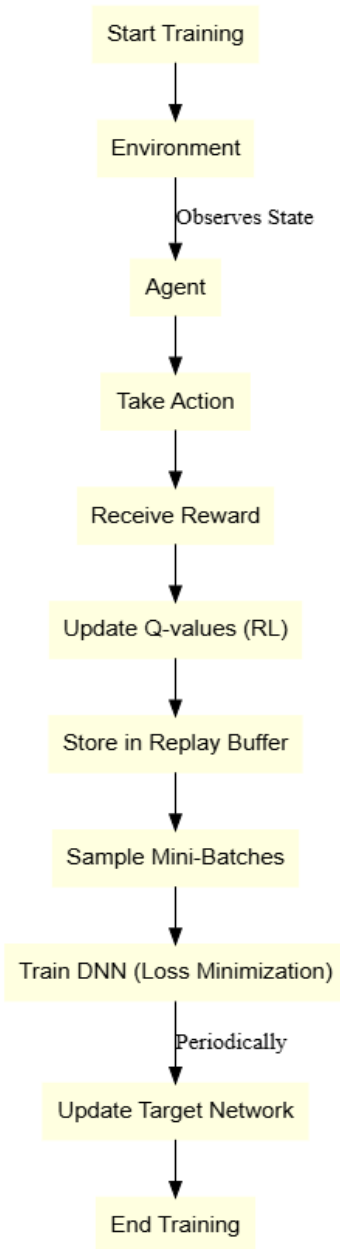 Start Training
Environment
Observes State
Agent
Take Action
Receive Reward
Update Q-values (RL)
Store in Replay Buffer
Sample Mini-Batches
Train DNN (Loss Minimization)
Periodically
Update Target Network
End Training